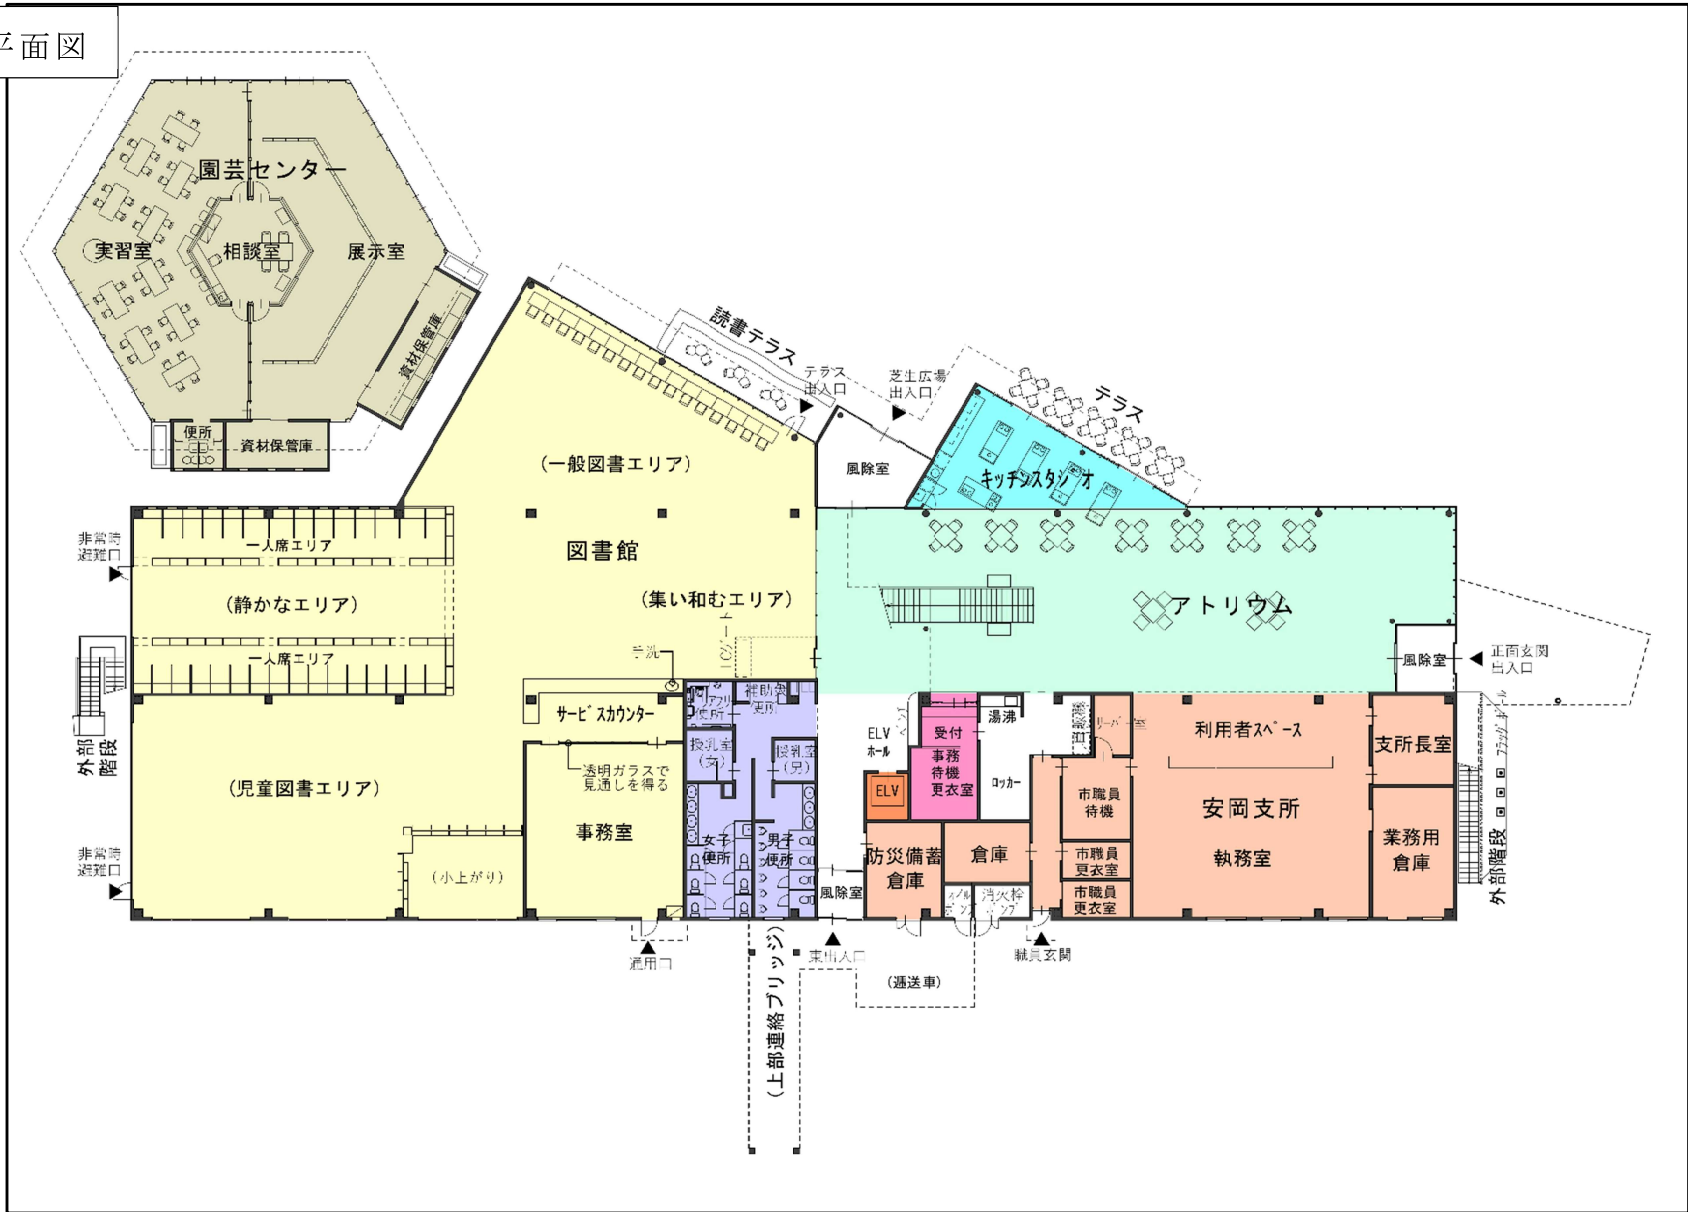 平面図
園芸センター
実習室
相談室
展示室
資材保管庫
便所
資材保管庫
読書テラス
テラス
出入口
芝生広場
出入口
テラス
風除室
キッチンスタジオ
(一般図書エリア)
図書館
(集い和むエリア)
一人席エリア
(静かなエリア)
一人席エリア
非常時
避難口
手洗
アトリウム
風除室
正面玄関
出入口
外部
階段
サービスカウンター
透明ガラスで
見通しを得る
(児童図書エリア)
(小上がり)
事務室
非常時
避難口
便所
便所
授乳室
(女)
授乳室
(男)
女子
便所
男子
便所
ELV
ホール
ELV
受付
事務
待機
更衣室
湯沸
ロッカー
市職員
待機
利用者スペース
支所長室
安岡支所
執務室
業務用
倉庫
防災備蓄
倉庫
倉庫
市職員
更衣室
市職員
更衣室
風除室
消火栓
外部階段
通用口
東出入口
職員玄関
(逓送車)
(上部連絡ブリッジ)